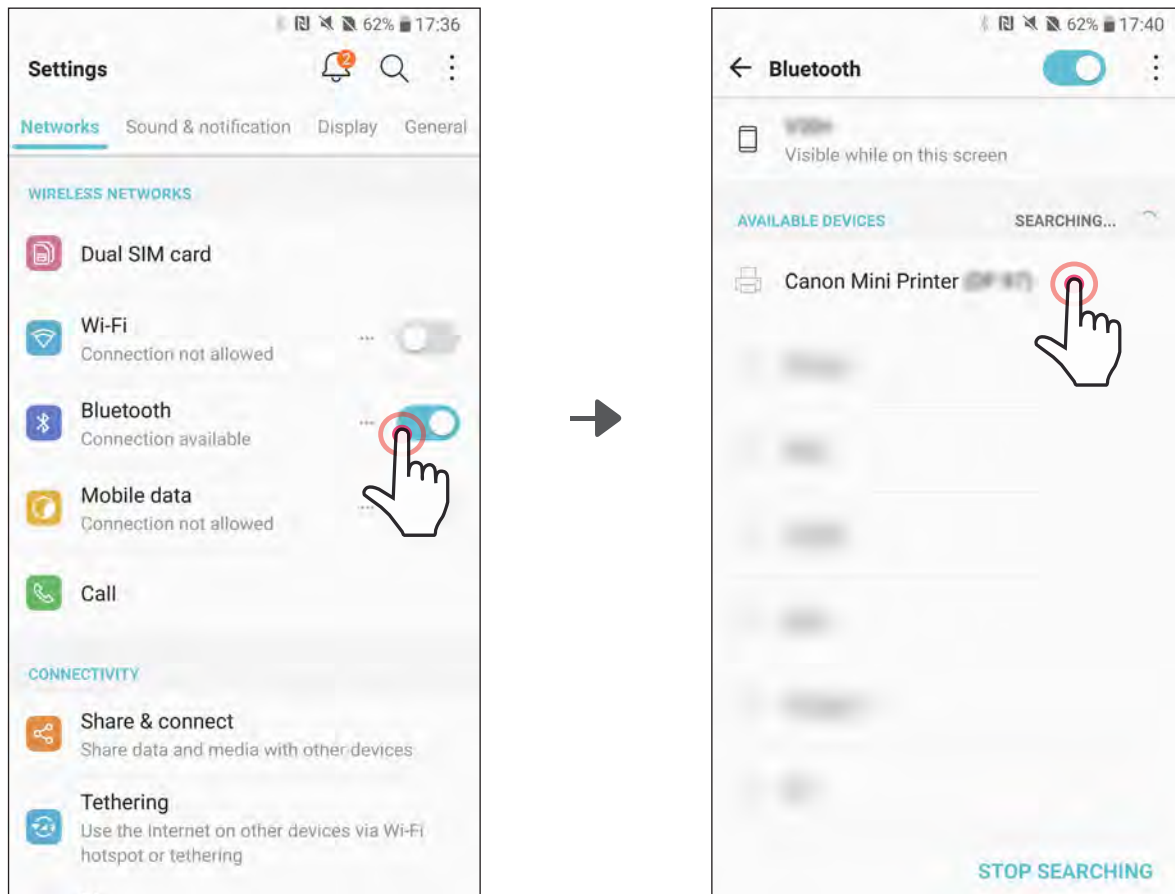 62% 17:36
Settings
2
Networks Sound & notification Display General
WIRELESS NETWORKS
Dual SIM card
Wi-Fi
Connection not allowed
Bluetooth
Connection available
Mobile data
Connection not allowed
Call
CONNECTIVITY
Share & connect
Share data and media with other devices
Tethering
Use the Internet on other devices via Wi-Fi
hotspot or tethering
62% 17:40
Bluetooth
Visible while on this screen
AVAILABLE DEVICES SEARCHING...
Canon Mini Printer
STOP SEARCHING